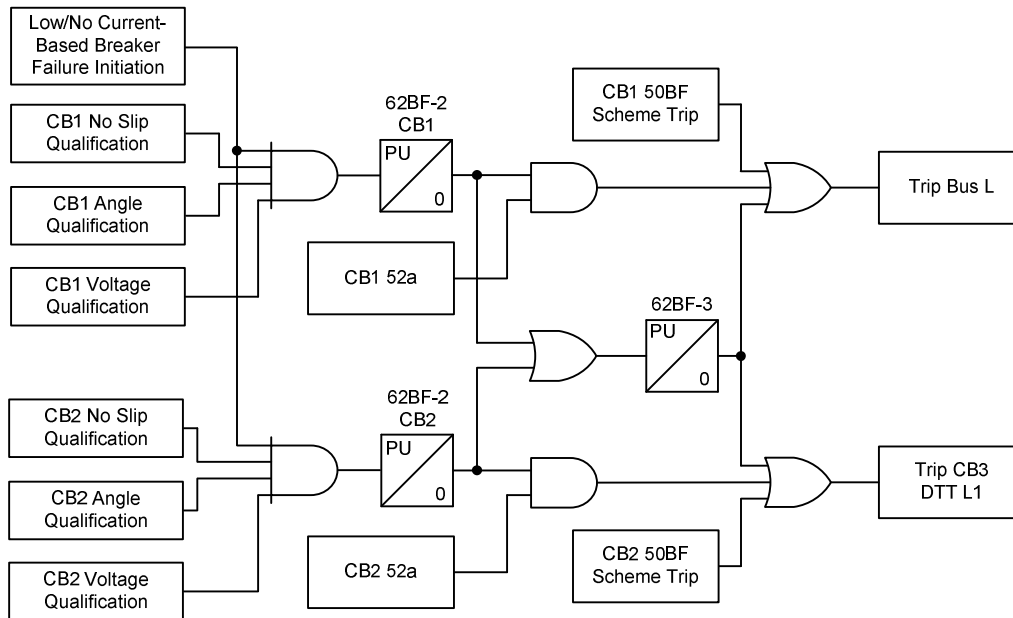 Low/No Current-
Based Breaker
Failure Initiation
CB1 No Slip
Qualification
CB1 Angle
Qualification
CB1 Voltage
Qualification
62BF-2
CB1
PU
0
CB1 52a
CB1 50BF
Scheme Trip
Trip Bus L
62BF-3
PU
0
CB2 No Slip
Qualification
CB2 Angle
Qualification
CB2 Voltage
Qualification
62BF-2
CB2
PU
0
CB2 52a
CB2 50BF
Scheme Trip
Trip CB3
DTT L1